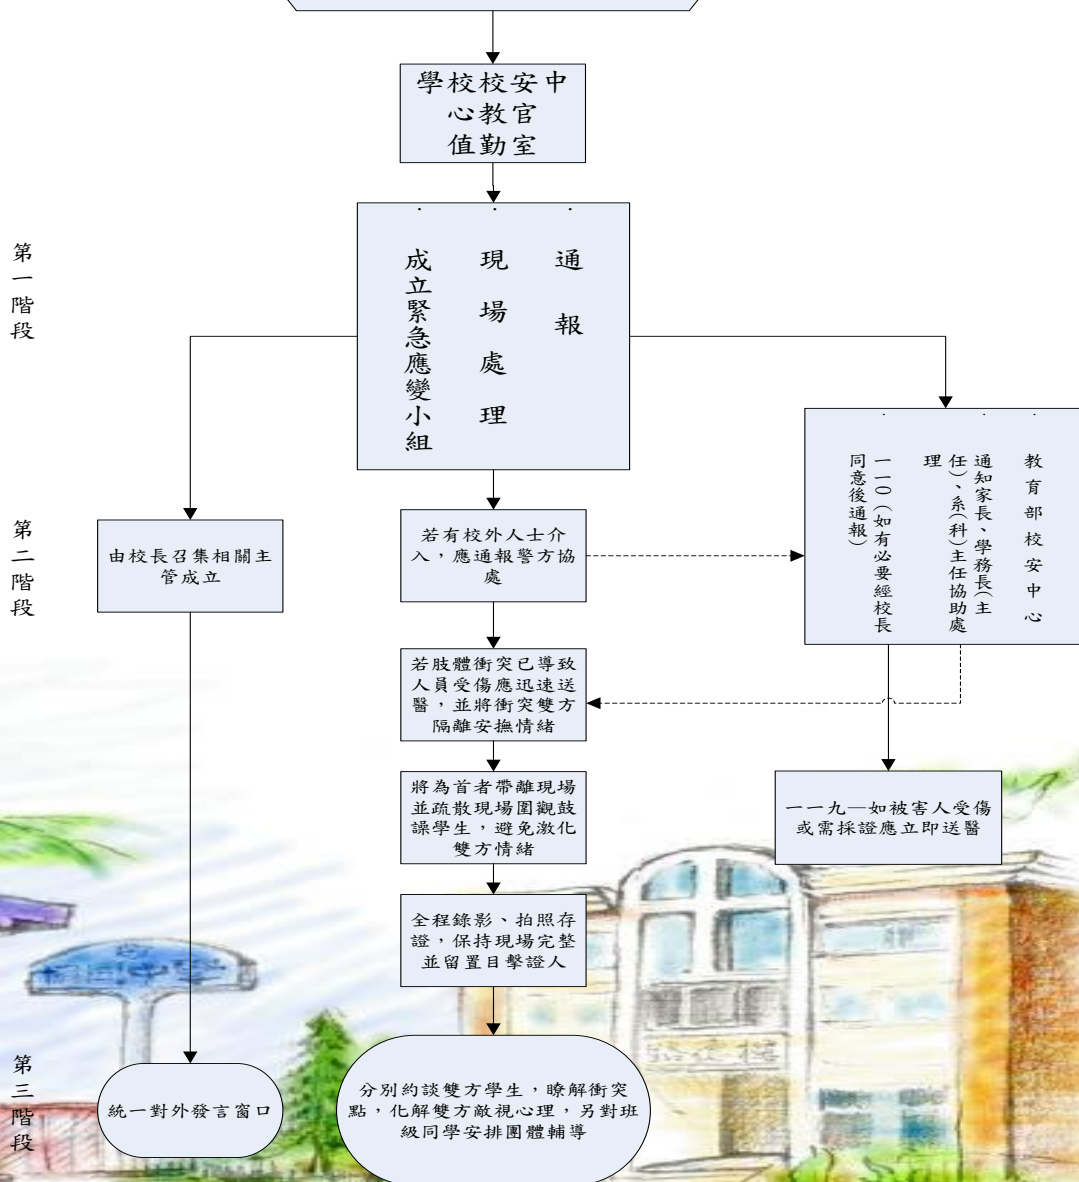 學校校安中
心教官
值勤室
第一階段
．通報
．現場處理
．成立緊急應變小組
．教育部校安中心
．通知家長、學務長(主
任)、系(科)主任協助處
理
．一一○(如有必要經校長
同意後通報)
第二階段
由校長召集相關主
管成立
若有校外人士介
入，應通報警方協
處
若肢體衝突已導致
人員受傷應迅速送
醫，並將衝突雙方
隔離安撫情緒
將為首者帶離現場
並疏散現場圍觀鼓
譟學生，避免激化
雙方情緒
一一九—如被害人受傷
或需採證應立即送醫
全程錄影、拍照存
證，保持現場完整
並留置目擊證人
第三階段
統一對外發言窗口
分別約談雙方學生，瞭解衝突
點，化解雙方敵視心理，另對班
級同學安排團體輔導